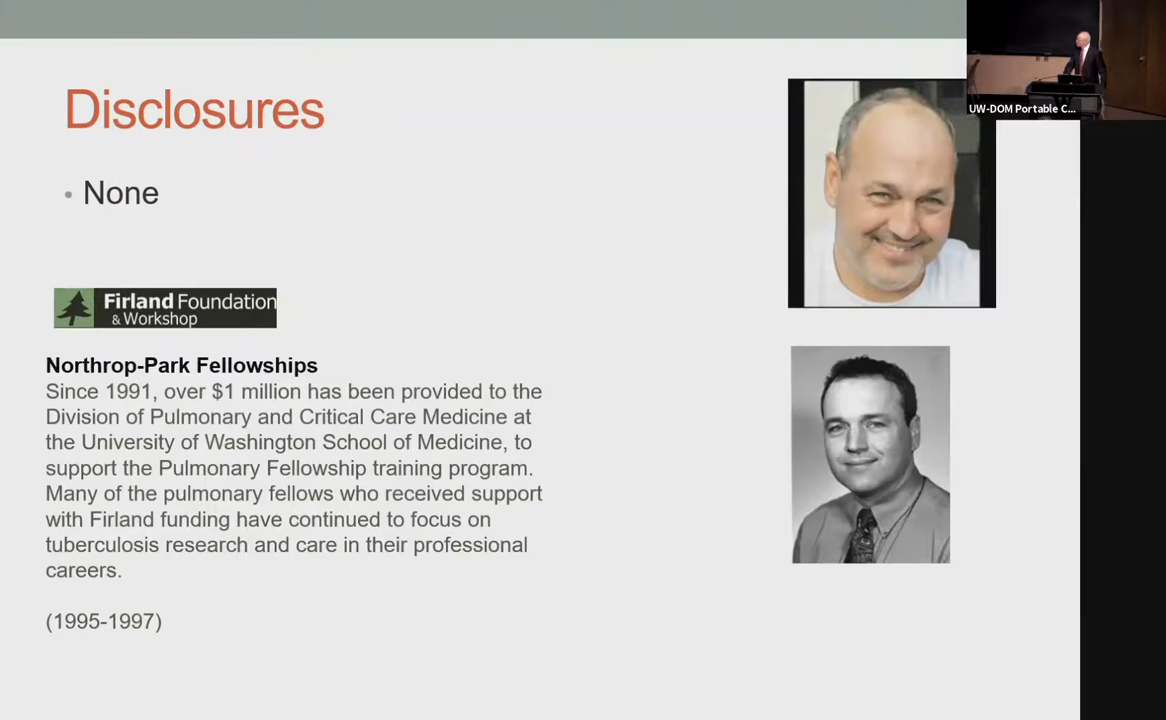 Disclosures
• None
Firland Foundation
& Workshop
Northrop-Park Fellowships
Since 1991, over $1 million has been provided to the
Division of Pulmonary and Critical Care Medicine at
the University of Washington School of Medicine, to
support the Pulmonary Fellowship training program.
Many of the pulmonary fellows who received support
with Firland funding have continued to focus on
tuberculosis research and care in their professional
careers.
(1995-1997)
UW-DOM Portable C...